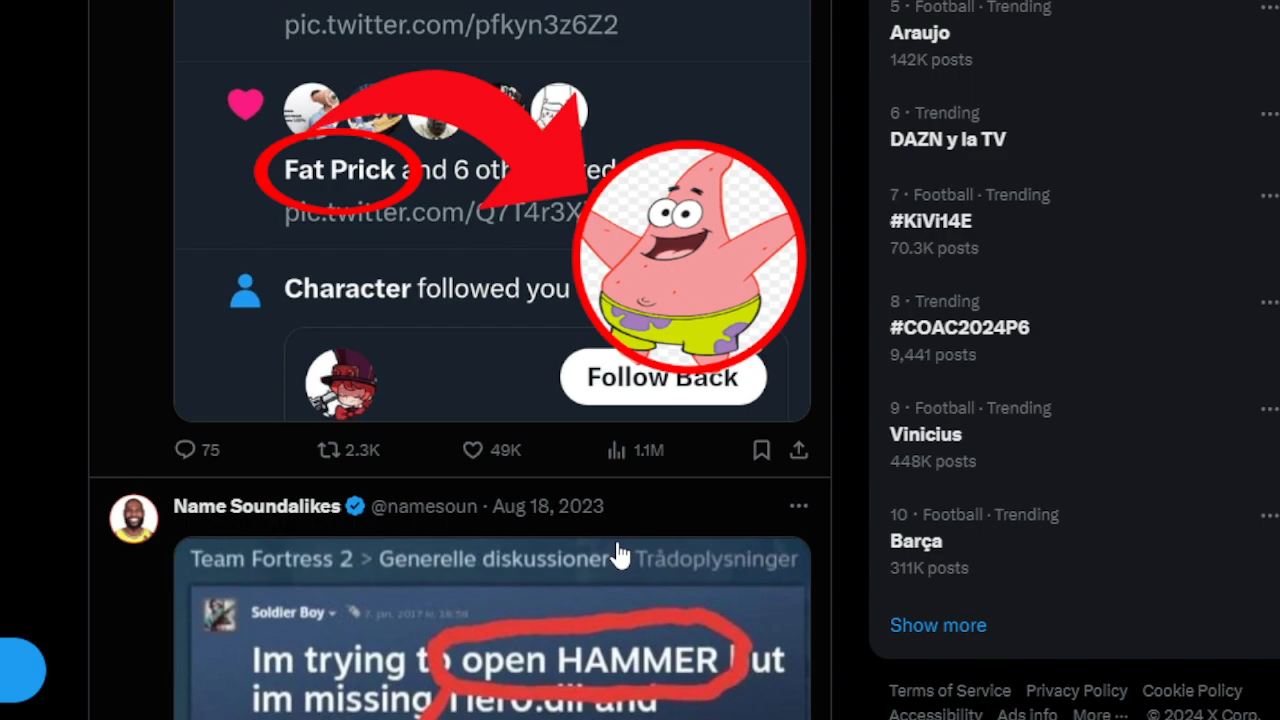 pic.twitter.com/pfkyn3z6Z2
Fat Prick and 6 oth
pic.twitter.com/Q7T4r3X
Character followed you
Follow Back
75
2.3K
49K
1.1M
Name Soundalikes @namesoun · Aug 18, 2023
Team Fortress 2 > Generelle diskussioner > Trådoplysninger
Soldier Boy
Im trying to open HAMMER but
im missing
and
5 · Football · Trending
Araujo
142K posts
6 · Trending
DAZN y la TV
7 · Football · Trending
#KiVi14E
70.3K posts
8 · Trending
#COAC2024P6
9,441 posts
9 · Football · Trending
Vinicius
448K posts
10 · Football · Trending
Barça
311K posts
Show more
Terms of Service Privacy Policy Cookie Policy
Accessibility Ads info More ··· © 2024 X Corp.